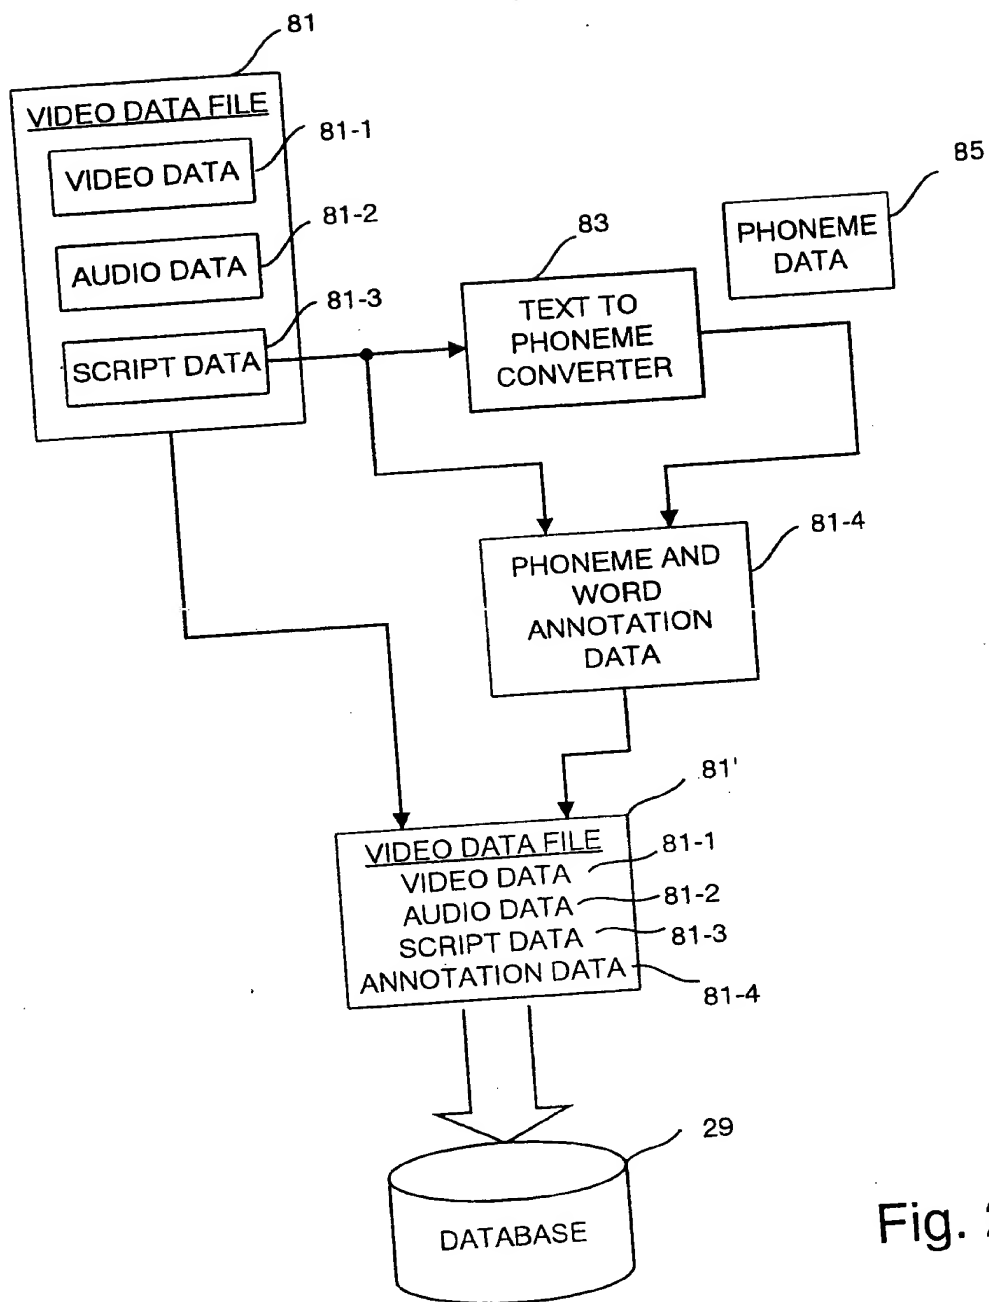 81
VIDEO DATA FILE
81-1
VIDEO DATA
81-2
AUDIO DATA
81-3
SCRIPT DATA
83
TEXT TO
PHONEME
CONVERTER
85
PHONEME
DATA
81-4
PHONEME AND
WORD
ANNOTATION
DATA
81'
VIDEO DATA FILE
VIDEO DATA
81-1
AUDIO DATA
81-2
SCRIPT DATA
81-3
ANNOTATION DATA
81-4
29
DATABASE
Fig.